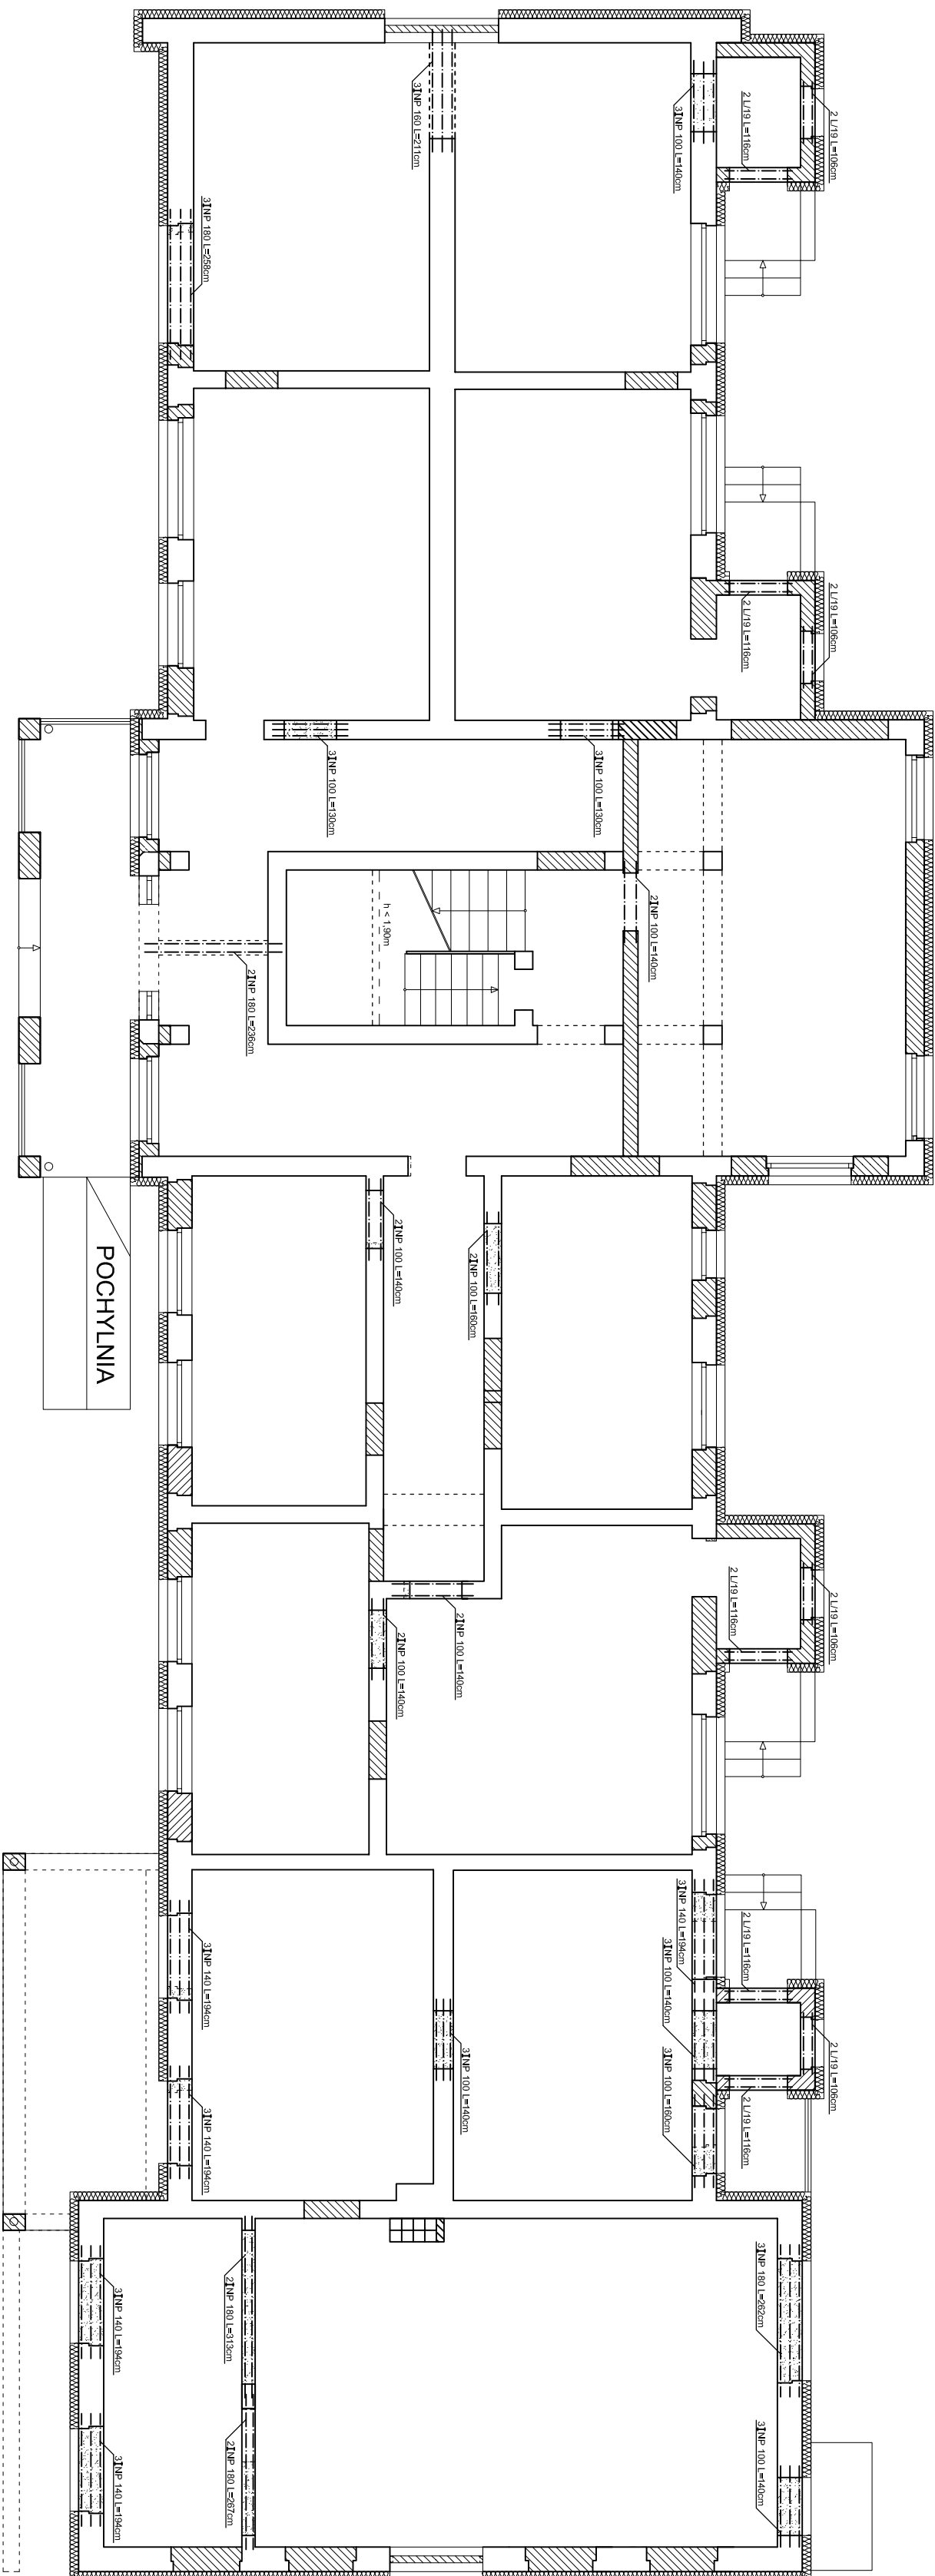 2 L/19 L=106cm
2 L/19 L=116cm
3INP 100 L=140cm
3INP 160 L=211cm
3INP 180 L=258cm
2 L/19 L=106cm
2 L/19 L=116cm
3INP 100 L=130cm
3INP 100 L=130cm
2INP 100 L=140cm
h < 1,90m
2INP 180 L=236cm
POCHYLNIA
2INP 100 L=140cm
2INP 100 L=160cm
2 L/19 L=106cm
2 L/19 L=116cm
2INP 100 L=140cm
2INP 100 L=140cm
3INP 140 L=194cm
3INP 100 L=140cm
3INP 100 L=160cm
2 L/19 L=116cm
2 L/19 L=106cm
2 L/19 L=116cm
3INP 100 L=140cm
3INP 140 L=194cm
3INP 140 L=194cm
3INP 180 L=262cm
3INP 100 L=140cm
2INP 180 L=313cm
2INP 180 L=267cm
3INP 140 L=194cm
3INP 140 L=194cm